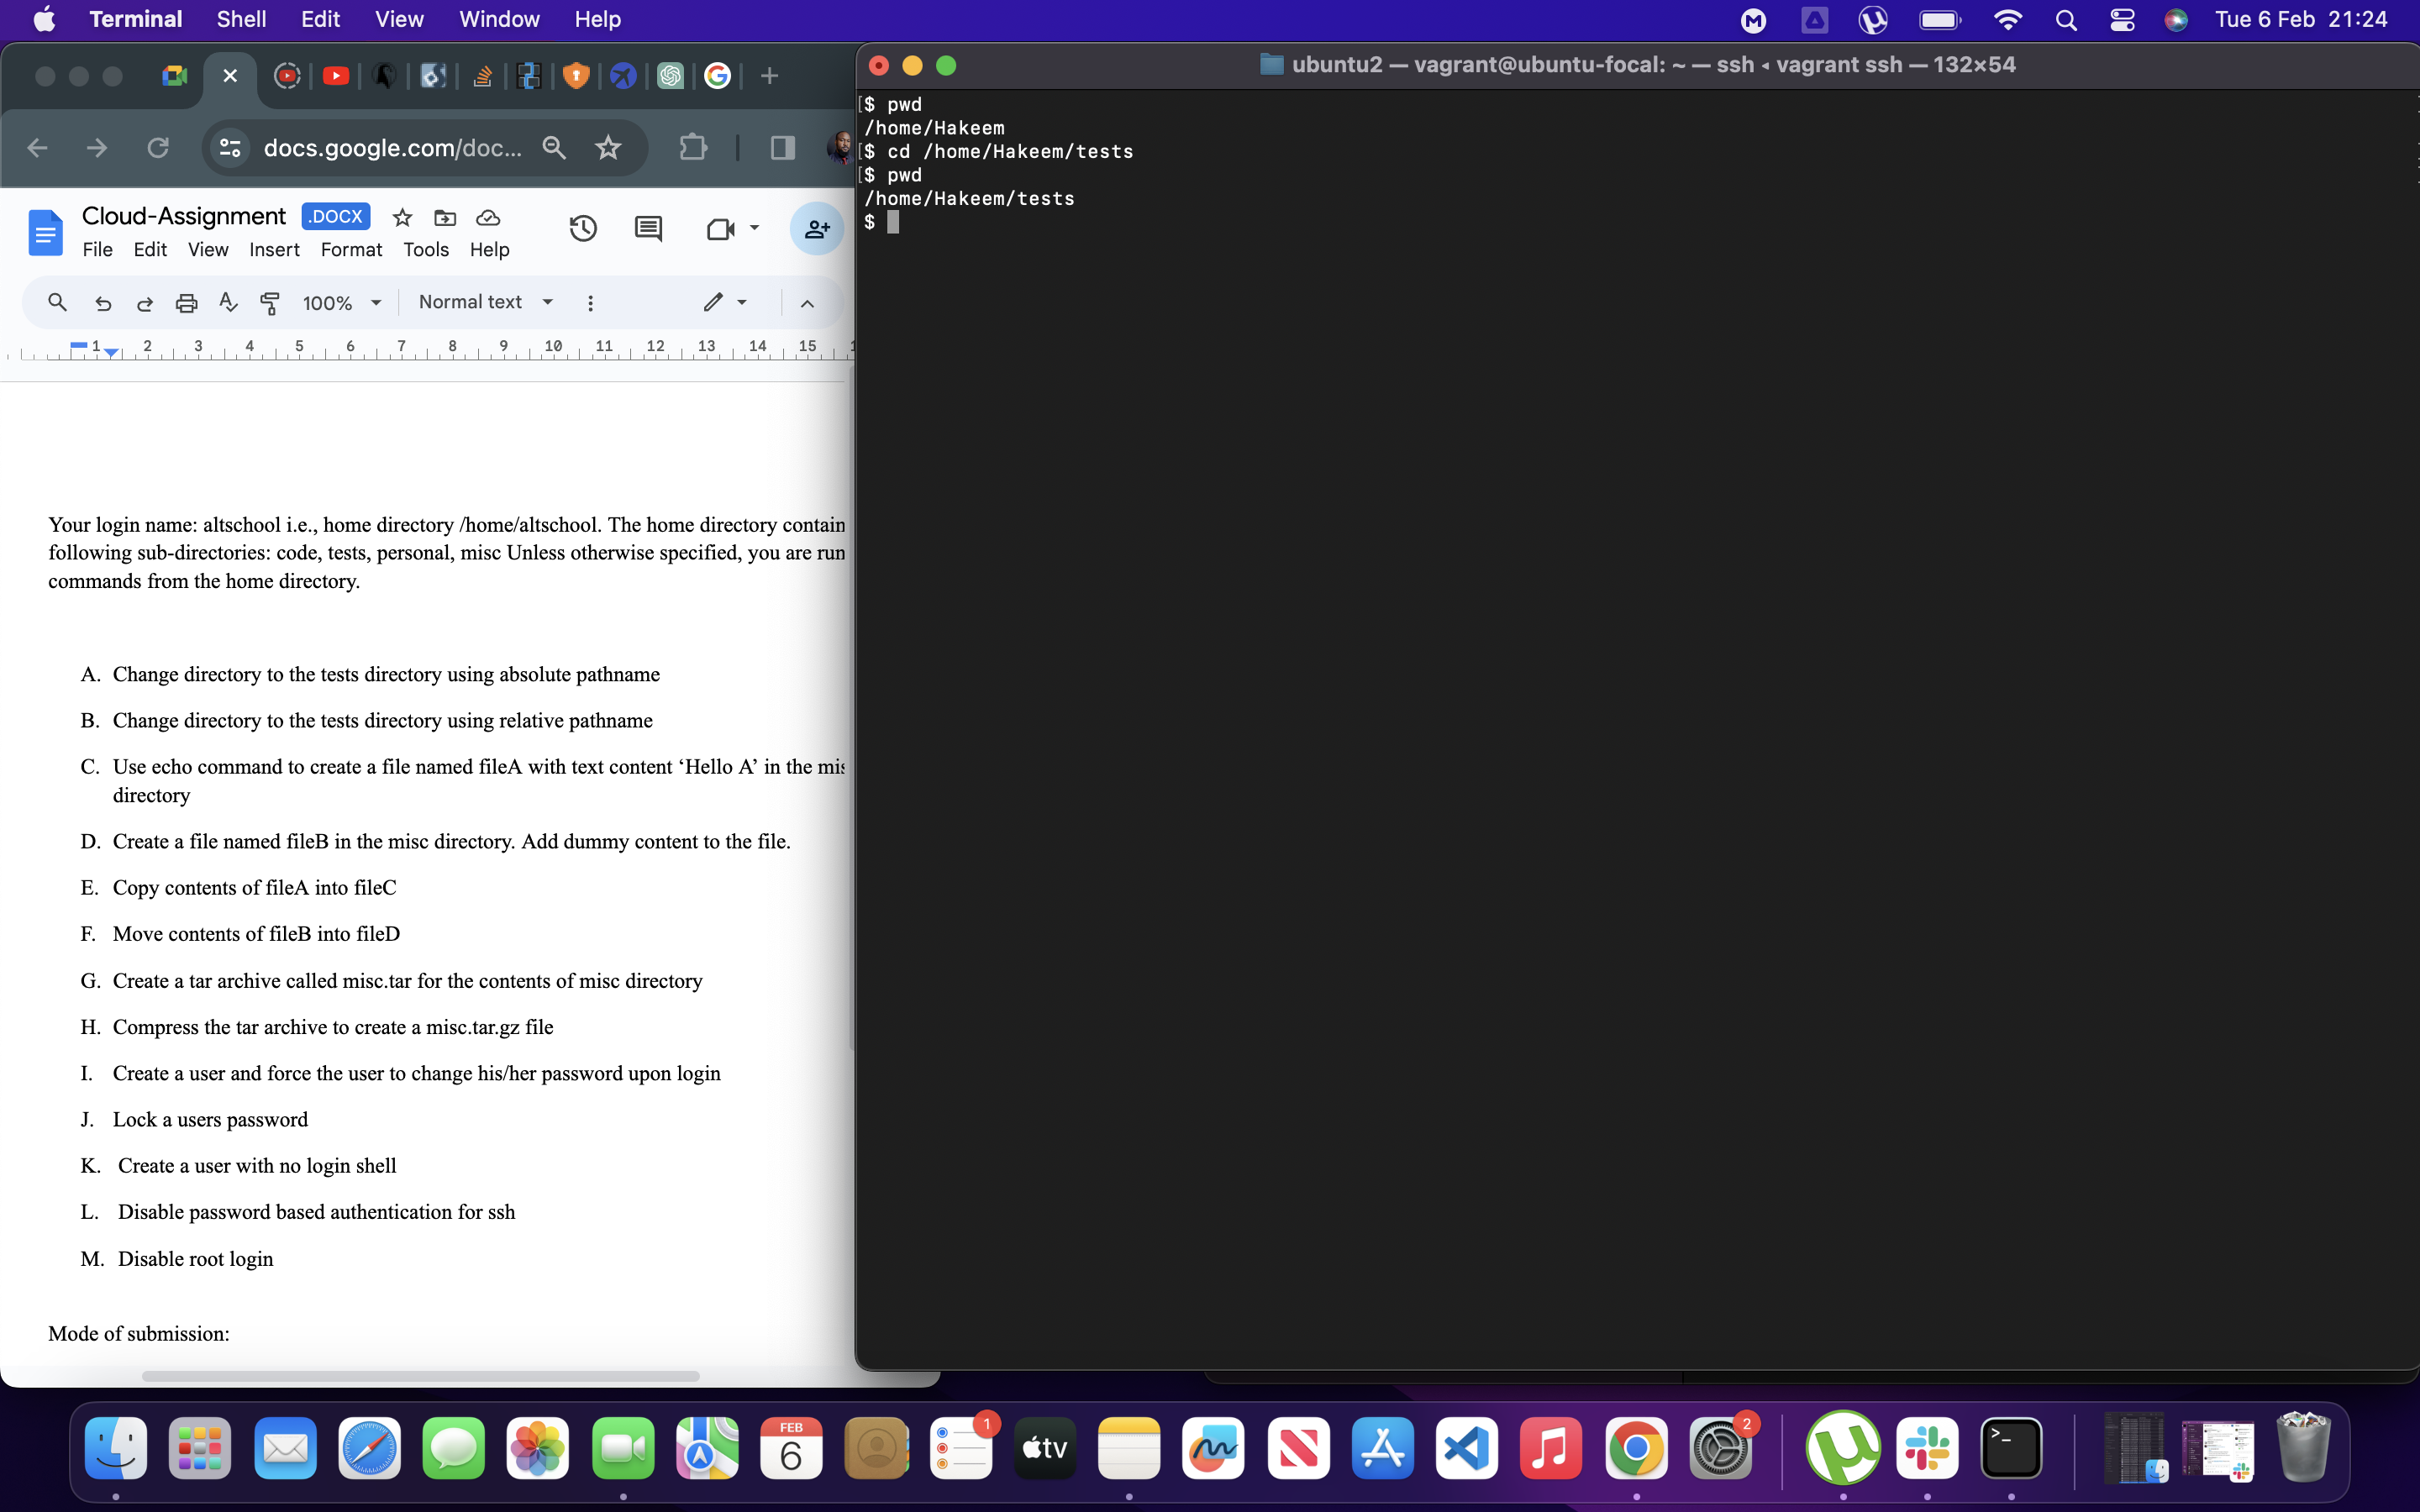 Terminal Shell Edit View Window Help
Tue 6 Feb 21:24
docs.google.com/doc...
Cloud-Assignment .DOCX
File Edit View Insert Format Tools Help
100% Normal text
1 2 3 4 5 6 7 8 9 10 11 12 13 14 15
Your login name: altschool i.e., home directory /home/altschool. The home directory contain
following sub-directories: code, tests, personal, misc Unless otherwise specified, you are run
commands from the home directory.
A. Change directory to the tests directory using absolute pathname
B. Change directory to the tests directory using relative pathname
C. Use echo command to create a file named fileA with text content ‘Hello A’ in the mis
directory
D. Create a file named fileB in the misc directory. Add dummy content to the file.
E. Copy contents of fileA into fileC
F. Move contents of fileB into fileD
G. Create a tar archive called misc.tar for the contents of misc directory
H. Compress the tar archive to create a misc.tar.gz file
I. Create a user and force the user to change his/her password upon login
J. Lock a users password
K. Create a user with no login shell
L. Disable password based authentication for ssh
M. Disable root login
Mode of submission:
ubuntu2 — vagrant@ubuntu-focal: ~ — ssh ◂ vagrant ssh — 132×54
[$ pwd
/home/Hakeem
[$ cd /home/Hakeem/tests
[$ pwd
/home/Hakeem/tests
$
FEB
6
1
tv
2
>_